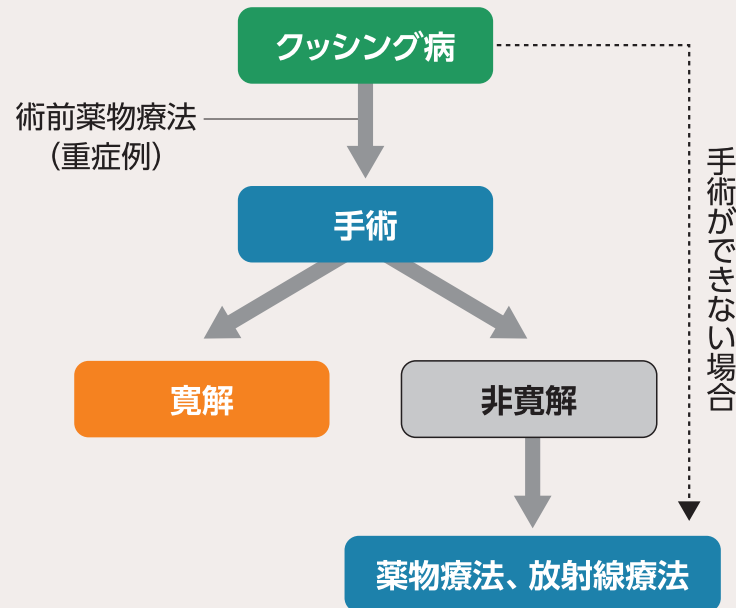 クッシング病
術前薬物療法
（重症例）
手術
手術ができない場合
寛解
非寛解
薬物療法、放射線療法